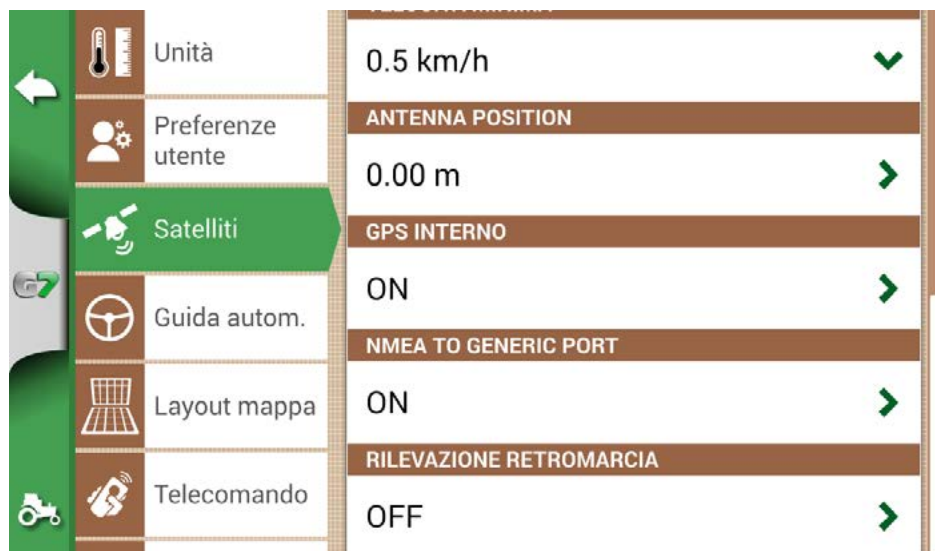 Unità
Preferenze
utente
Satelliti
G7
Guida autom.
Layout mappa
Telecomando
0.5 km/h
ANTENNA POSITION
0.00 m
GPS INTERNO
ON
NMEA TO GENERIC PORT
ON
RILEVAZIONE RETROMARCIA
OFF